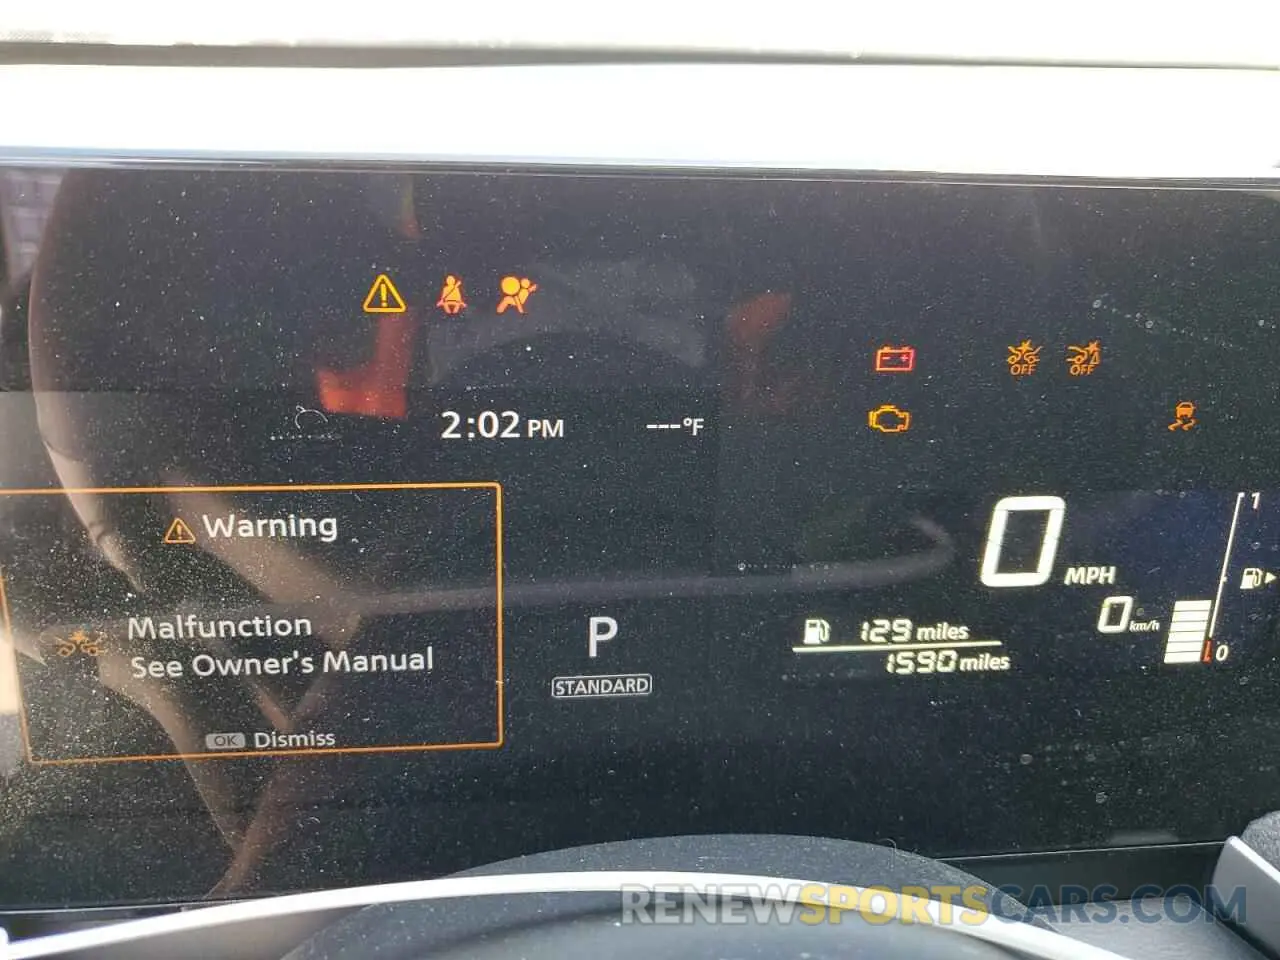 OFF OFF
2:02 PM ---°F
Warning
Malfunction
See Owner's Manual
OK Dismiss
P
STANDARD
0 MPH
0 km/h
129 miles
1590 miles
1
0
RENEWSPORTSCARS.COM